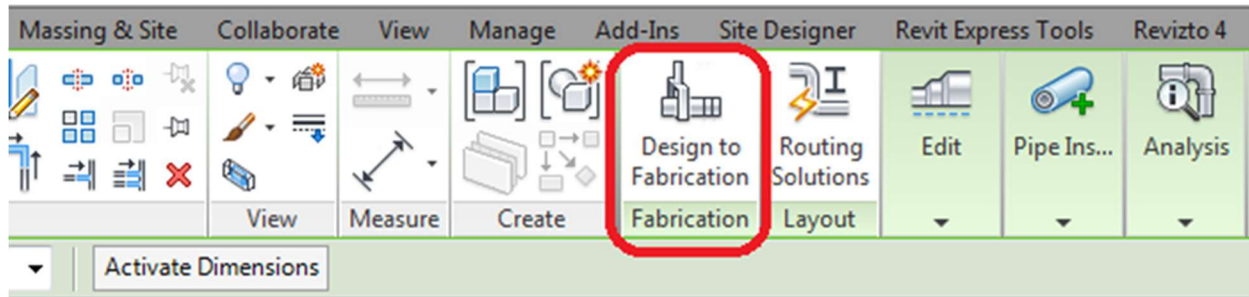 Massing & Site Collaborate View Manage Add-Ins Site Designer Revit Express Tools Revizto 4
Design to Fabrication
Routing Solutions
Edit
Pipe Ins...
Analysis
View Measure Create Fabrication Layout
Activate Dimensions